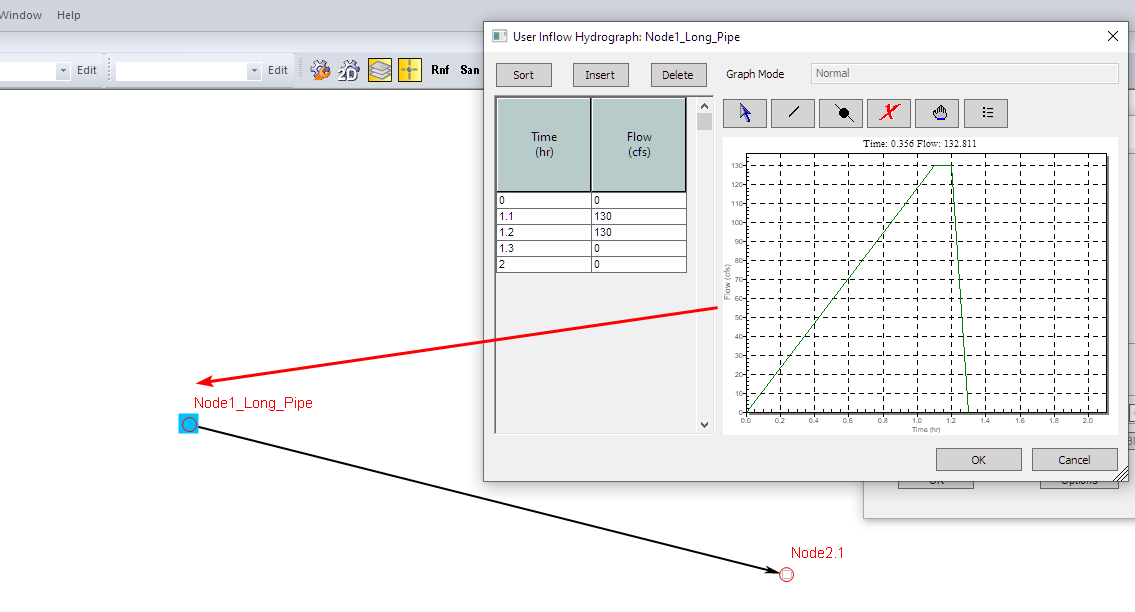 Window Help
Edit Edit 2D Rnf San
User Inflow Hydrograph: Node1_Long_Pipe
Sort Insert Delete Graph Mode Normal
Time (hr) Flow (cfs)
0 0
1.1 130
1.2 130
1.3 0
2 0
Time: 0.356 Flow: 132.811
130
120
110
100
90
80
70
60
50
40
30
20
10
0
Flow (cfs)
0.0 0.2 0.4 0.6 0.8 1.0 1.2 1.4 1.6 1.8 2.0
Time (hr)
OK Cancel
OK Options
Node1_Long_Pipe
Node2.1